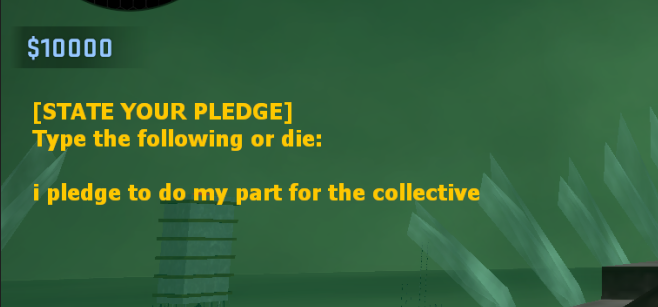 $10000
[STATE YOUR PLEDGE]
Type the following or die:
i pledge to do my part for the collective